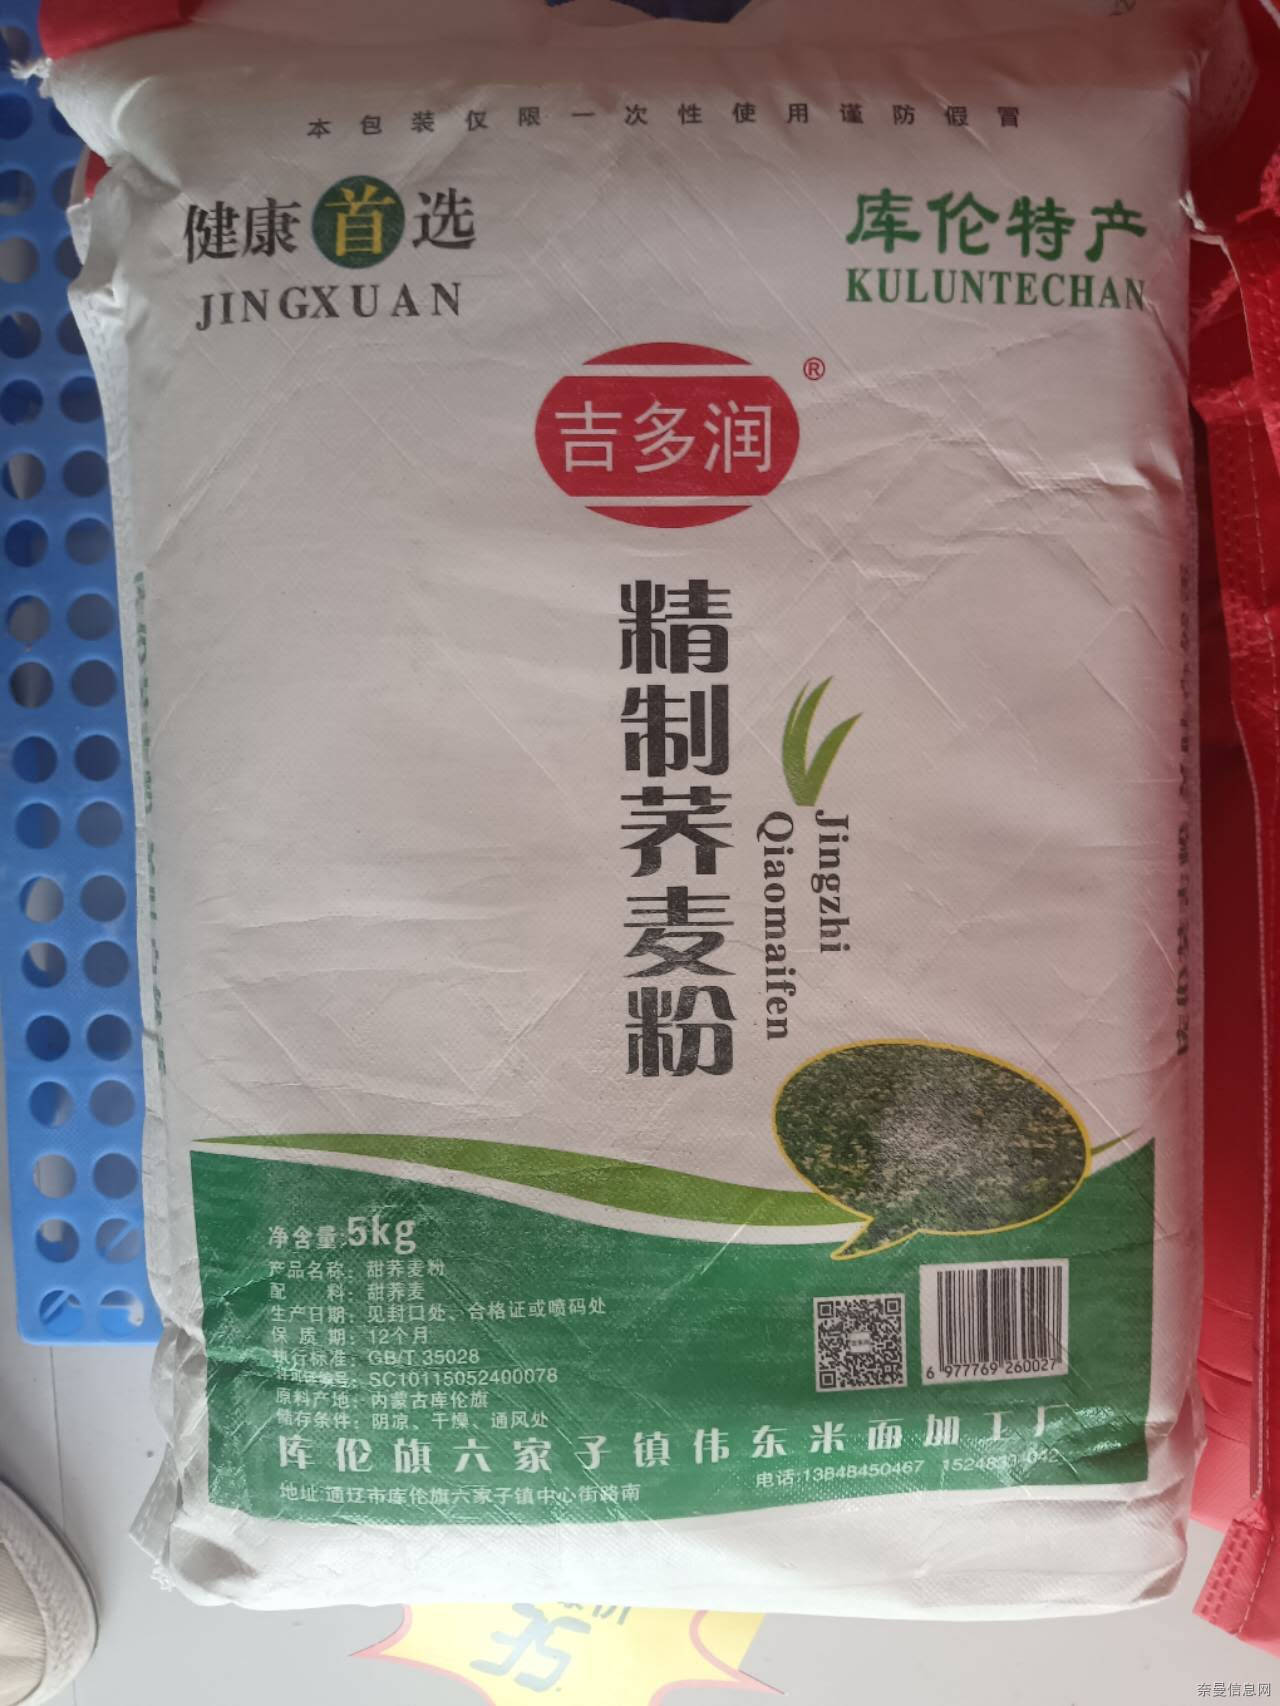 本包装仅限一次性使用谨防假冒
健康首选
JINGXUAN
库伦特产
KULUNTECHAN
吉多润®
精制荞麦粉
Jingzhi
Qiaomaifen
净含量:5kg
产品名称：甜荞麦粉
配 料：甜荞麦
生产日期：见封口处、合格证或喷码处
保 质 期：12个月
执行标准：GB/T 35028
许可证编号：SC10115052400078
原料产地：内蒙古库伦旗
储存条件：阴凉、干燥、通风处
6 977769 260027
库伦旗六家子镇伟东米面加工厂
地址:通辽市库伦旗六家子镇中心街路南
电话:13848450467
35
奈曼信息网